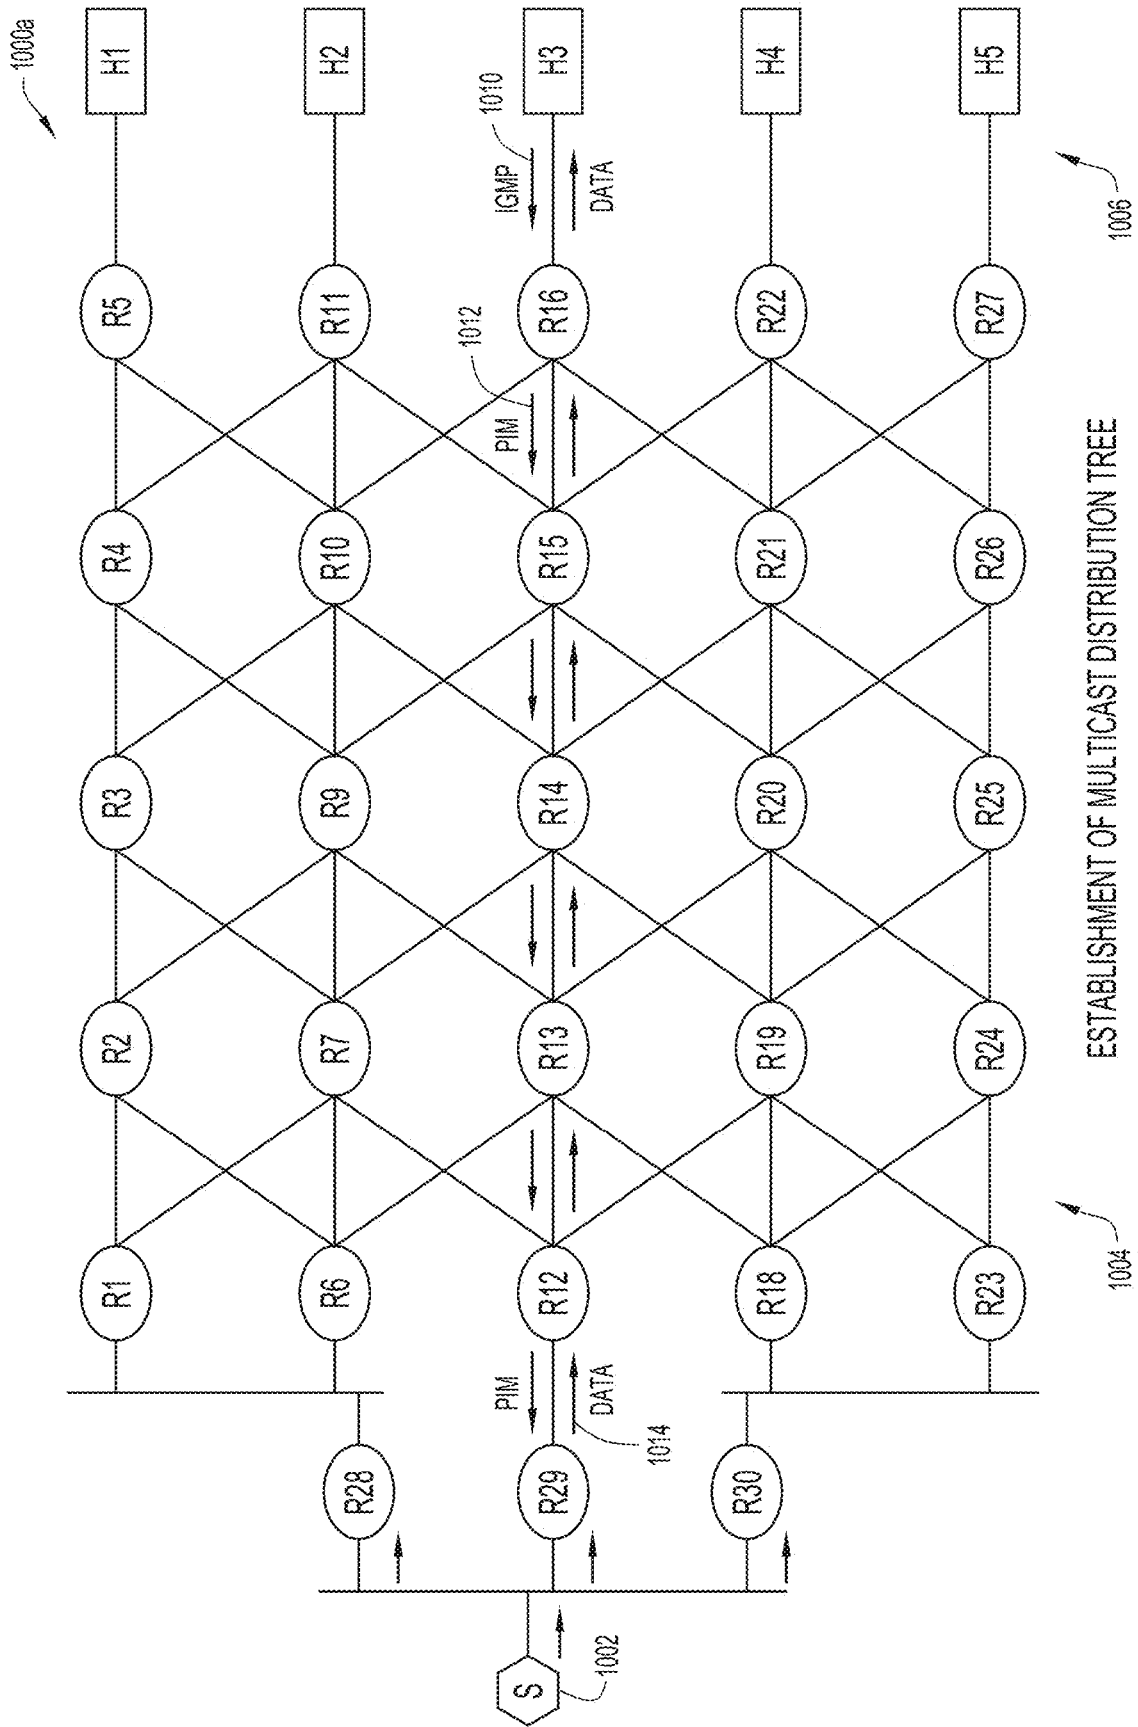 1000a
H1
H2
H3
H4
H5
1010
IGMP
DATA
1006
R5
R11
R16
R22
R27
1012
PIM
R4
R10
R15
R21
R26
R3
R9
R14
R20
R25
R2
R7
R13
R19
R24
R1
R6
R12
R18
R23
1004
PIM
DATA
1014
R28
R29
R30
S
1002
ESTABLISHMENT OF MULTICAST DISTRIBUTION TREE